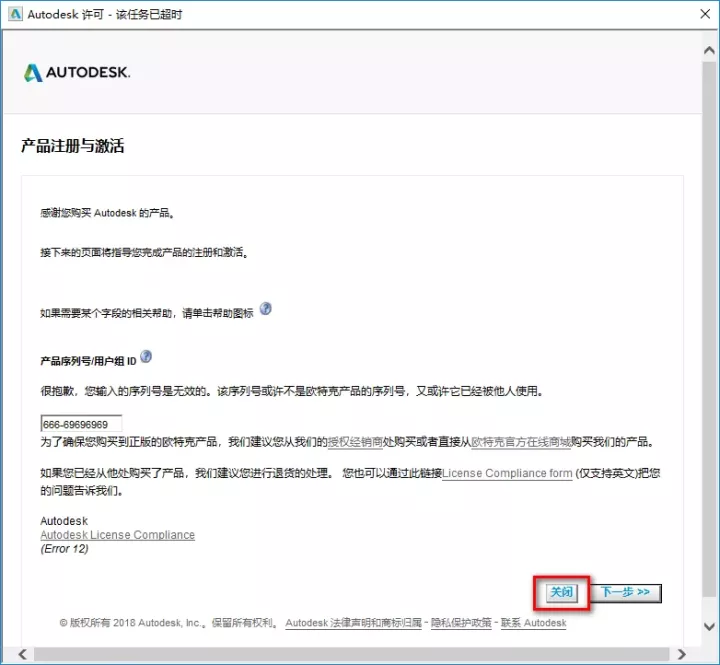 Autodesk 许可 - 该任务已超时
AUTODESK.
产品注册与激活
感谢您购买 Autodesk 的产品。
接下来的页面将指导您完成产品的注册和激活。
如果需要某个字段的相关帮助，请单击帮助图标 ?
产品序列号/用户组 ID ?
很抱歉，您输入的序列号是无效的。该序列号或许不是欧特克产品的序列号，又或许它已经被他人使用。
666-69696969
为了确保您购买到正版的欧特克产品，我们建议您从我们的授权经销商处购买或者直接从欧特克官方在线商城购买我们的产品。
如果您已经从他处购买了产品，我们建议您进行退货的处理。 您也可以通过此链接License Compliance form (仅支持英文)把您
的问题告诉我们。
Autodesk
Autodesk License Compliance
(Error 12)
关闭 下一步 >>
© 版权所有 2018 Autodesk, Inc.。保留所有权利。 Autodesk 法律声明和商标归属 - 隐私保护政策 - 联系 Autodesk